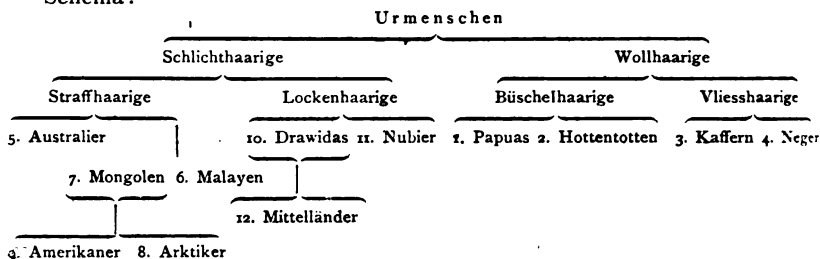 Schema:
Urmenschen
Schlichthaarige Wollhaarige
Straffhaarige Lockenhaarige Büschelhaarige Vliesshaarige
5. Australier 10. Drawidas 11. Nubier 1. Papuas 2. Hottentotten 3. Kaffern 4. Neger
7. Mongolen 6. Malayen
12. Mittelländer
9. Amerikaner 8. Arktiker